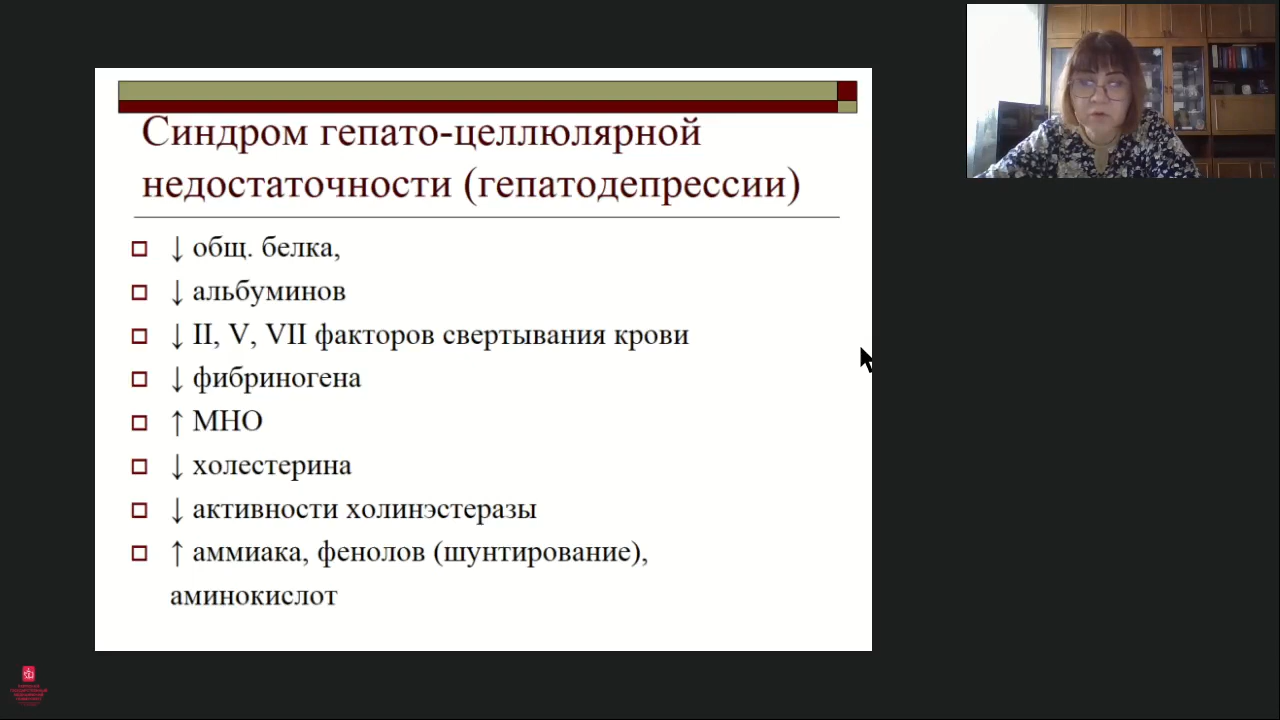 Синдром гепато-целлюлярной
недостаточности (гепатодепрессии)
↓ общ. белка,
↓ альбуминов
↓ II, V, VII факторов свертывания крови
↓ фибриногена
↑ МНО
↓ холестерина
↓ активности холинэстеразы
↑ аммиака, фенолов (шунтирование),
аминокислот